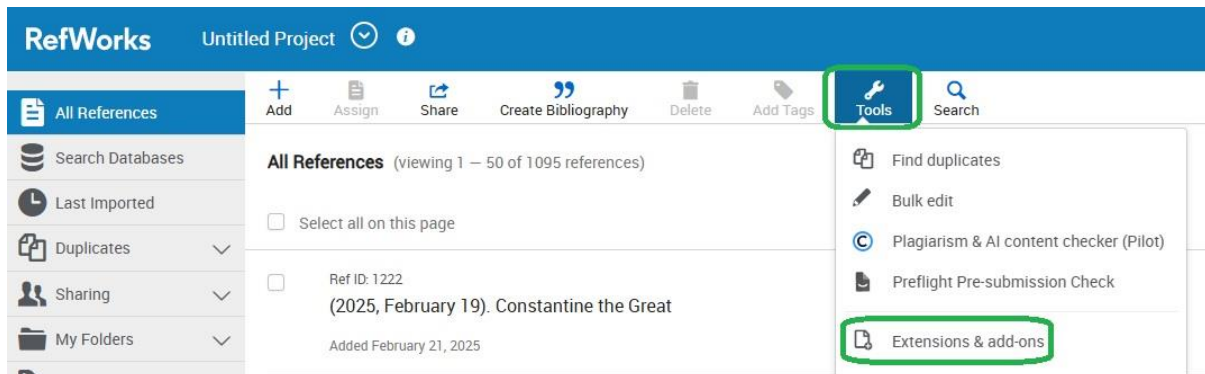 RefWorks Untitled Project
All References
Search Databases
Last Imported
Duplicates
Sharing
My Folders
Add Assign Share Create Bibliography Delete Add Tags Tools Search
All References (viewing 1 – 50 of 1095 references)
Select all on this page
Ref ID: 1222
(2025, February 19). Constantine the Great
Added February 21, 2025
Find duplicates
Bulk edit
Plagiarism & AI content checker (Pilot)
Preflight Pre-submission Check
Extensions & add-ons